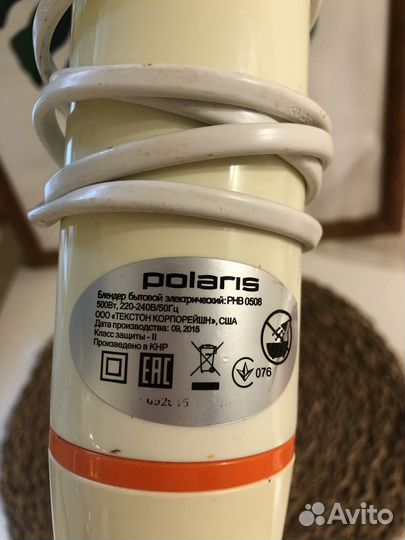 polaris
Блендер бытовой электрический: PHB 0508
500Вт, 220-240В/50Гц
ООО «ТЕКСТОН КОРПОРЕЙШН», США
Дата производства: 09, 2015
Класс защиты - II
Произведено в КНР
EAC
076
Avito